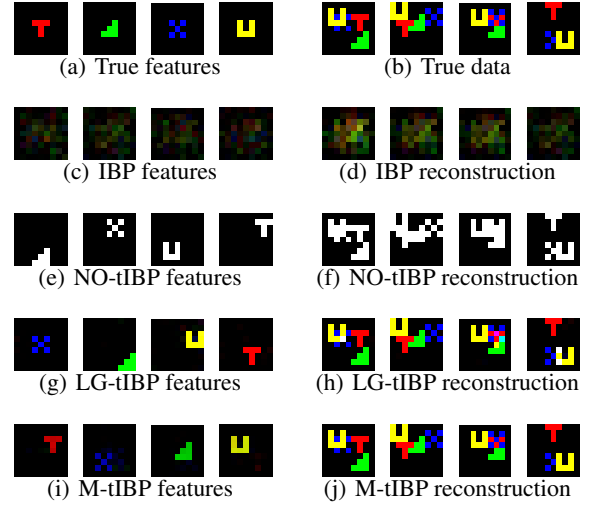 (a) True features
(b) True data
(c) IBP features
(d) IBP reconstruction
(e) NO-tIBP features
(f) NO-tIBP reconstruction
(g) LG-tIBP features
(h) LG-tIBP reconstruction
(i) M-tIBP features
(j) M-tIBP reconstruction